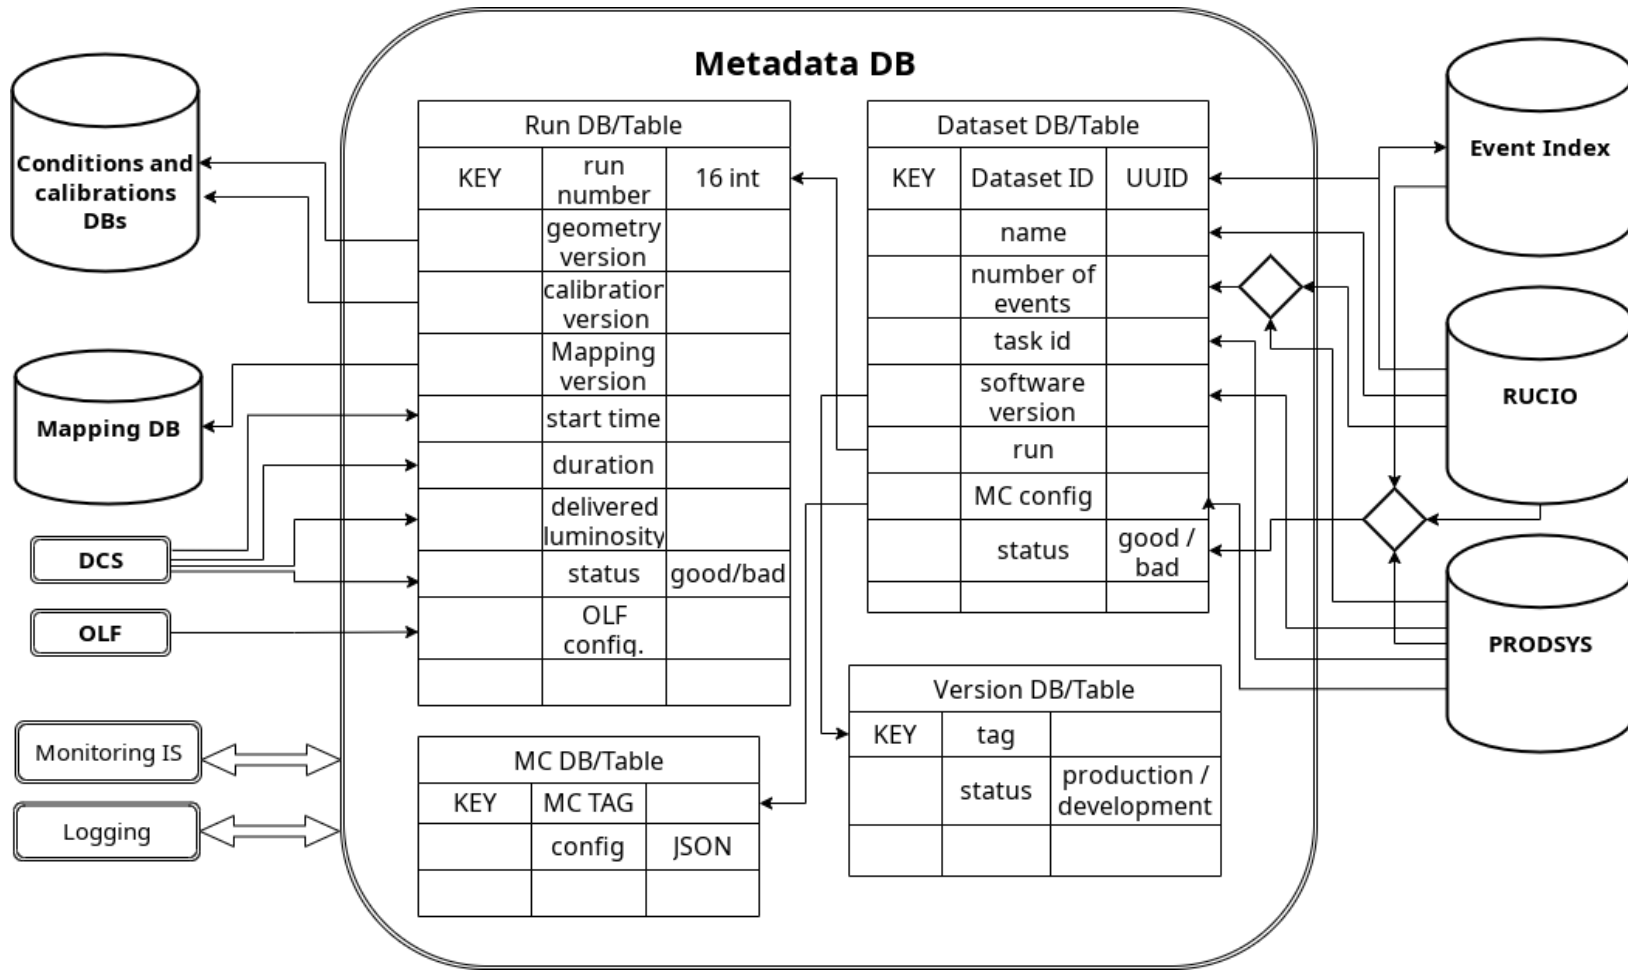 Metadata DB
Conditions and
calibrations
DBs
Mapping DB
DCS
OLF
Monitoring IS
Logging
Run DB/Table
KEY
run
number
16 int
geometry
version
calibration
version
Mapping
version
start time
duration
delivered
luminosity
status
good/bad
OLF
config.
MC DB/Table
KEY
MC TAG
config
JSON
Dataset DB/Table
KEY
Dataset ID
UUID
name
number of
events
task id
software
version
run
MC config
status
good /
bad
Version DB/Table
KEY
tag
status
production /
development
Event Index
RUCIO
PRODSYS